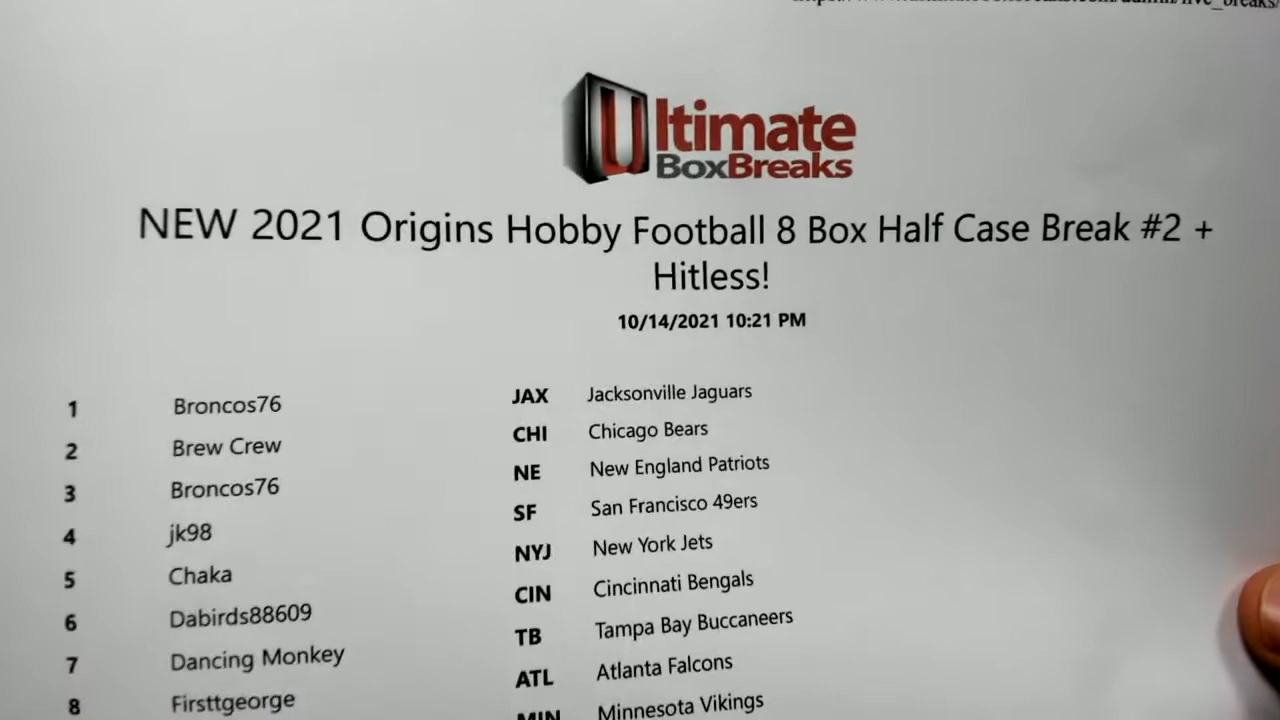 Ultimate
BoxBreaks
NEW 2021 Origins Hobby Football 8 Box Half Case Break #2 +
Hitless!
10/14/2021 10:21 PM
1 Broncos76 JAX Jacksonville Jaguars
2 Brew Crew CHI Chicago Bears
3 Broncos76 NE New England Patriots
4 jk98 SF San Francisco 49ers
5 Chaka NYJ New York Jets
6 Dabirds88609 CIN Cincinnati Bengals
7 Dancing Monkey TB Tampa Bay Buccaneers
8 Firsttgeorge ATL Atlanta Falcons
MIN Minnesota Vikings